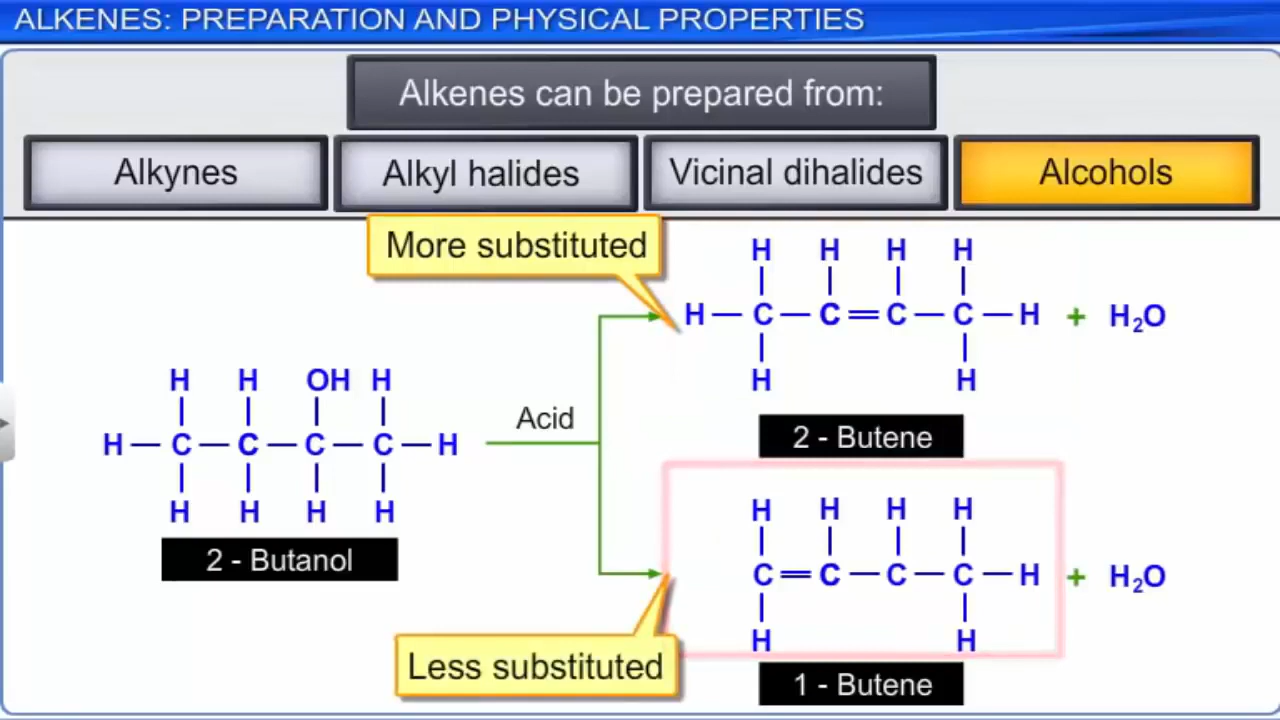 ALKENES: PREPARATION AND PHYSICAL PROPERTIES
Alkenes can be prepared from:
Alkynes Alkyl halides Vicinal dihalides Alcohols
More substituted
H H H H
H — C — C = C — C — H + H₂O
H H
2 - Butene
H H OH H
H — C — C — C — C — H
H H H H
2 - Butanol
Acid
H H H H
C = C — C — C — H + H₂O
H H
1 - Butene
Less substituted